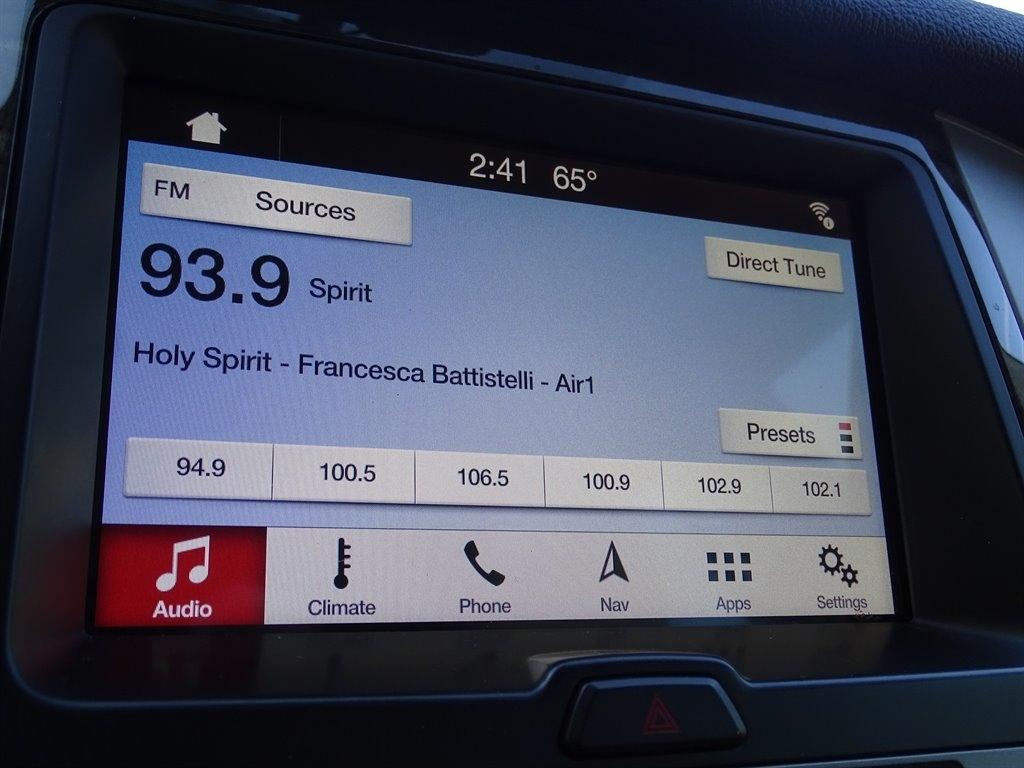 2:41 65°
FM Sources
Direct Tune
93.9 Spirit
Holy Spirit - Francesca Battistelli - Air1
Presets
94.9 100.5 106.5 100.9 102.9 102.1
Audio Climate Phone Nav Apps Settings